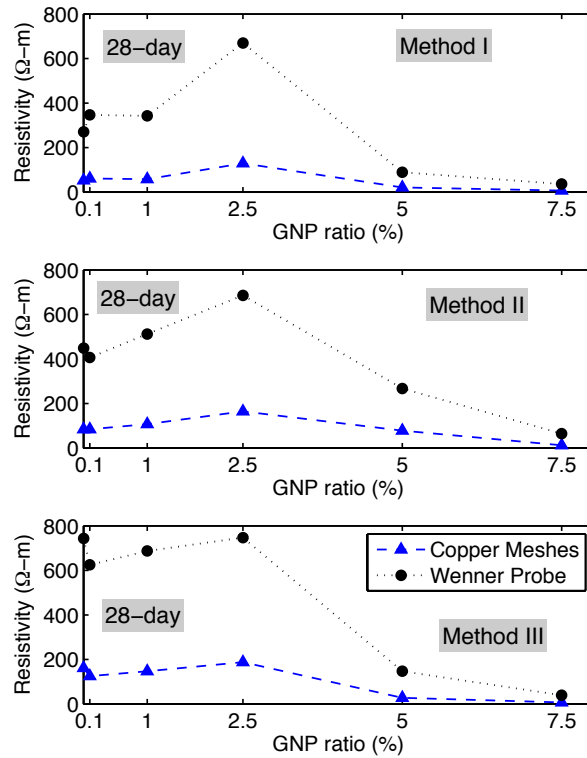 800
600
400
200
0
Resistivity (Ω−m)
28−day
Method I
0.1 1 2.5 5 7.5
GNP ratio (%)
800
600
400
200
0
Resistivity (Ω−m)
28−day
Method II
0.1 1 2.5 5 7.5
GNP ratio (%)
800
600
400
200
0
Resistivity (Ω−m)
Copper Meshes
Wenner Probe
28−day
Method III
0.1 1 2.5 5 7.5
GNP ratio (%)